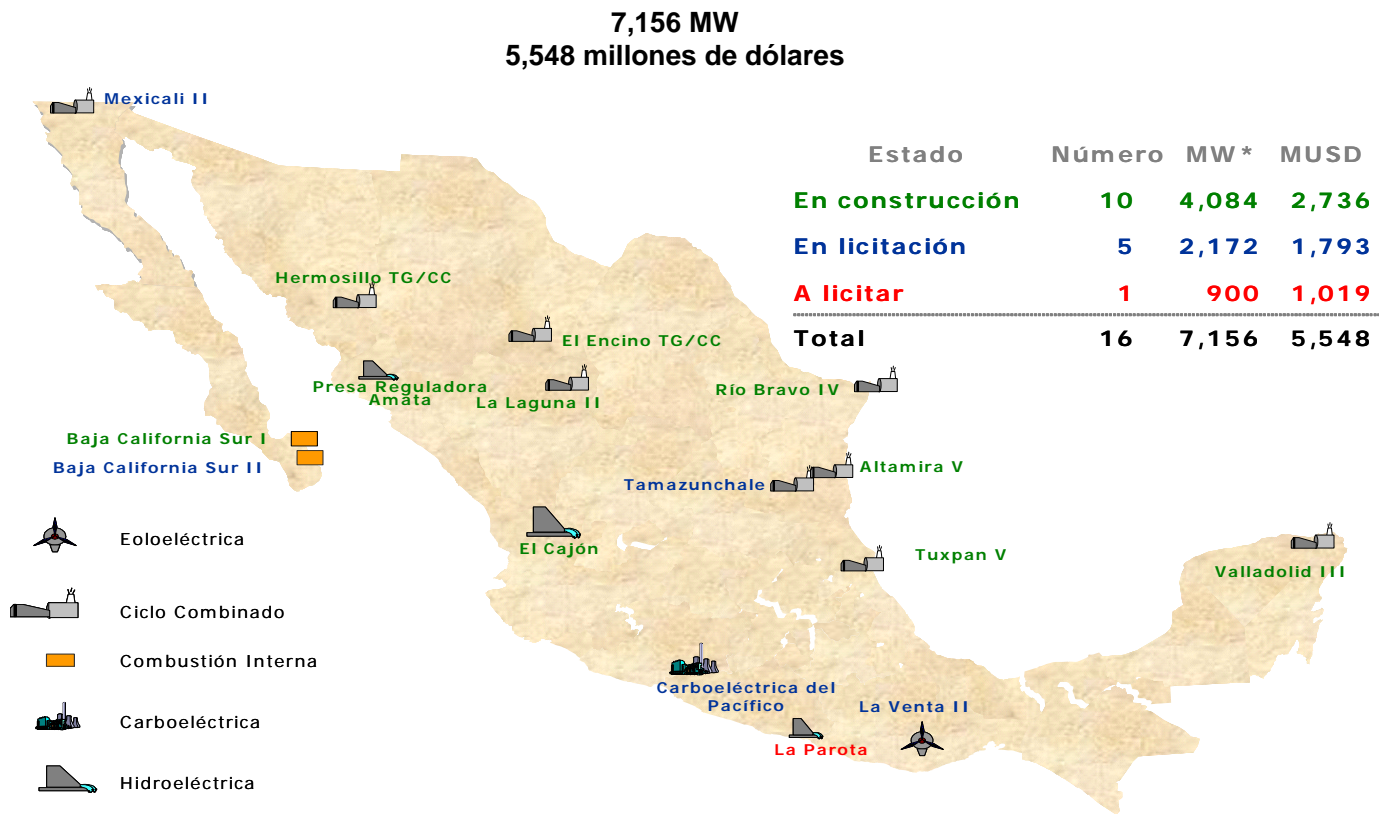 7,156 MW
5,548 millones de dólares
Mexicali II
Estado Número MW* MUSD
En construcción 10 4,084 2,736
En licitación 5 2,172 1,793
A licitar 1 900 1,019
Total 16 7,156 5,548
Hermosillo TG/CC
El Encino TG/CC
Presa Reguladora
Amata
La Laguna II
Río Bravo IV
Baja California Sur I
Baja California Sur II
Altamira V
Tamazunchale
El Cajón
Tuxpan V
Valladolid III
Carboeléctrica del
Pacífico
La Venta II
La Parota
Eoloeléctrica
Ciclo Combinado
Combustión Interna
Carboeléctrica
Hidroeléctrica